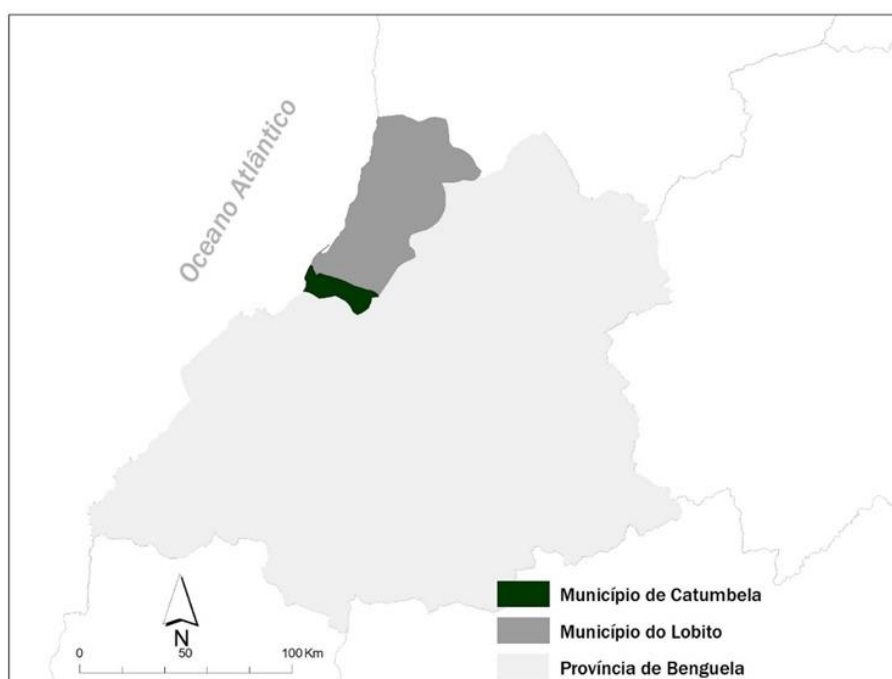 Oceano Atlântico
Município de Catumbela
Município do Lobito
Província de Benguela
N
0 50 100 Km